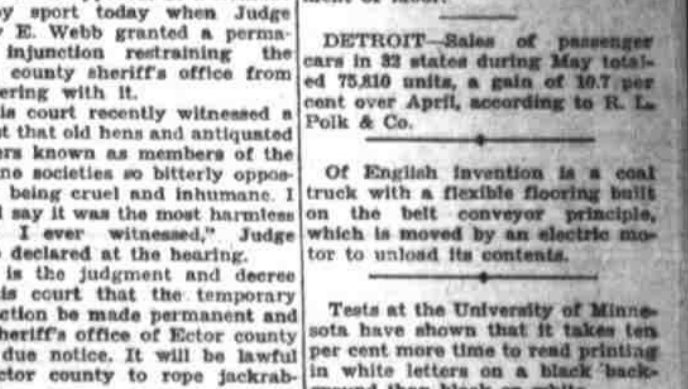 y sport today when Judge
E. Webb granted a perma-
injunction restraining the
county sheriff's office from
ering with it.
is court recently witnessed a
t that old hens and antiquated
ers known as members of the
ne societies so bitterly oppos-
being cruel and inhumane. I
say it was the most harmless
I ever witnessed," Judge
declared at the hearing.
is the judgment and decree
is court that the temporary
ction be made permanent and
heriff's office of Ector county
due notice. It will be lawful
ctor county to rope jackrab-
DETROIT—Sales of passenger
cars in 32 states during May total-
ed 75,810 units, a gain of 10.7 per
cent over April, according to R. L.
Polk & Co.
Of English invention is a coal
truck with a flexible flooring built
on the belt conveyor principle,
which is moved by an electric mo-
tor to unload its contents.
Tests at the University of Minne-
sota have shown that it takes ten
per cent more time to read printing
in white letters on a black back-